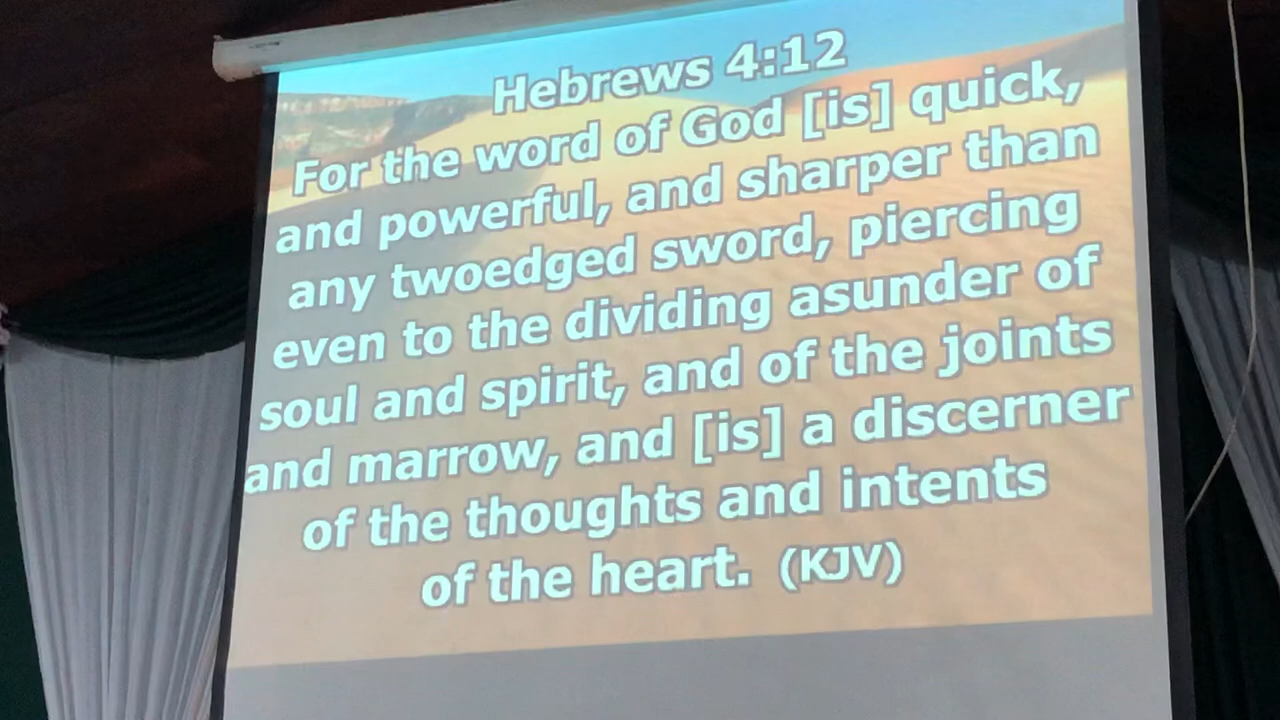 Hebrews 4:12
For the word of God [is] quick,
and powerful, and sharper than
any twoedged sword, piercing
even to the dividing asunder of
soul and spirit, and of the joints
and marrow, and [is] a discerner
of the thoughts and intents
of the heart. (KJV)